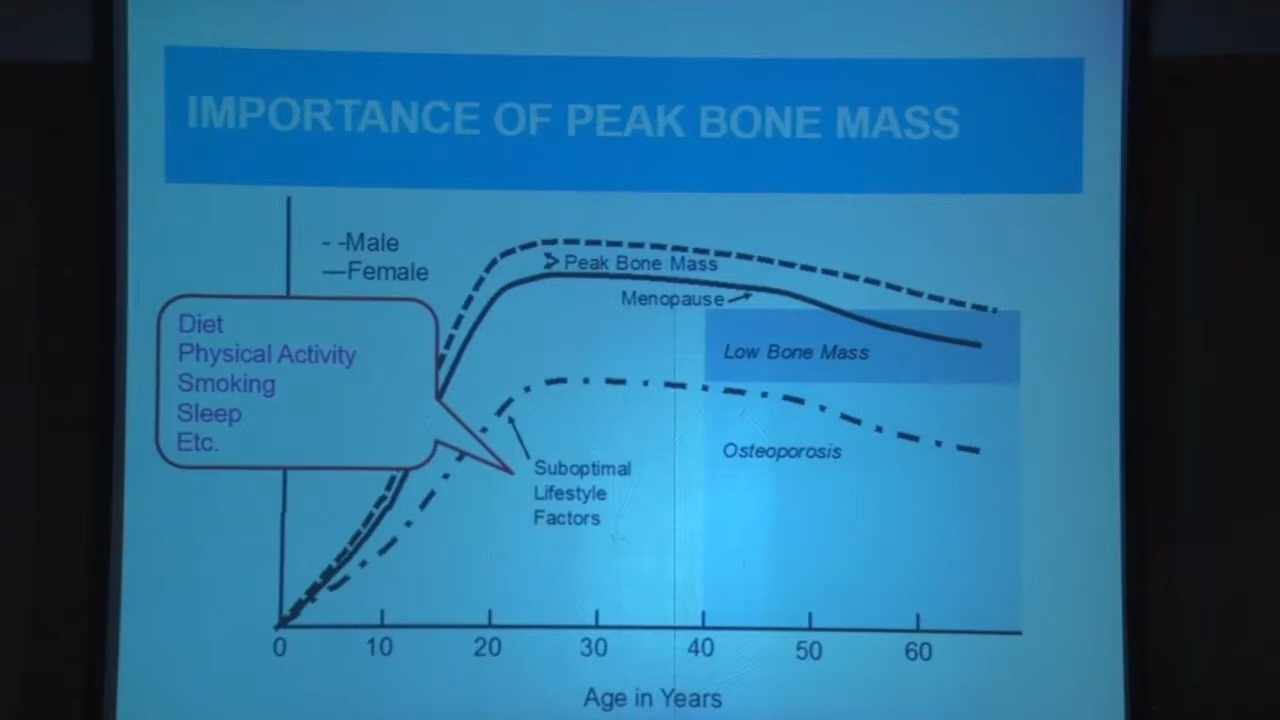 IMPORTANCE OF PEAK BONE MASS
- -Male
—Female
Peak Bone Mass
Menopause
Diet
Physical Activity
Smoking
Sleep
Etc.
Low Bone Mass
Osteoporosis
Suboptimal
Lifestyle
Factors
0 10 20 30 40 50 60
Age in Years